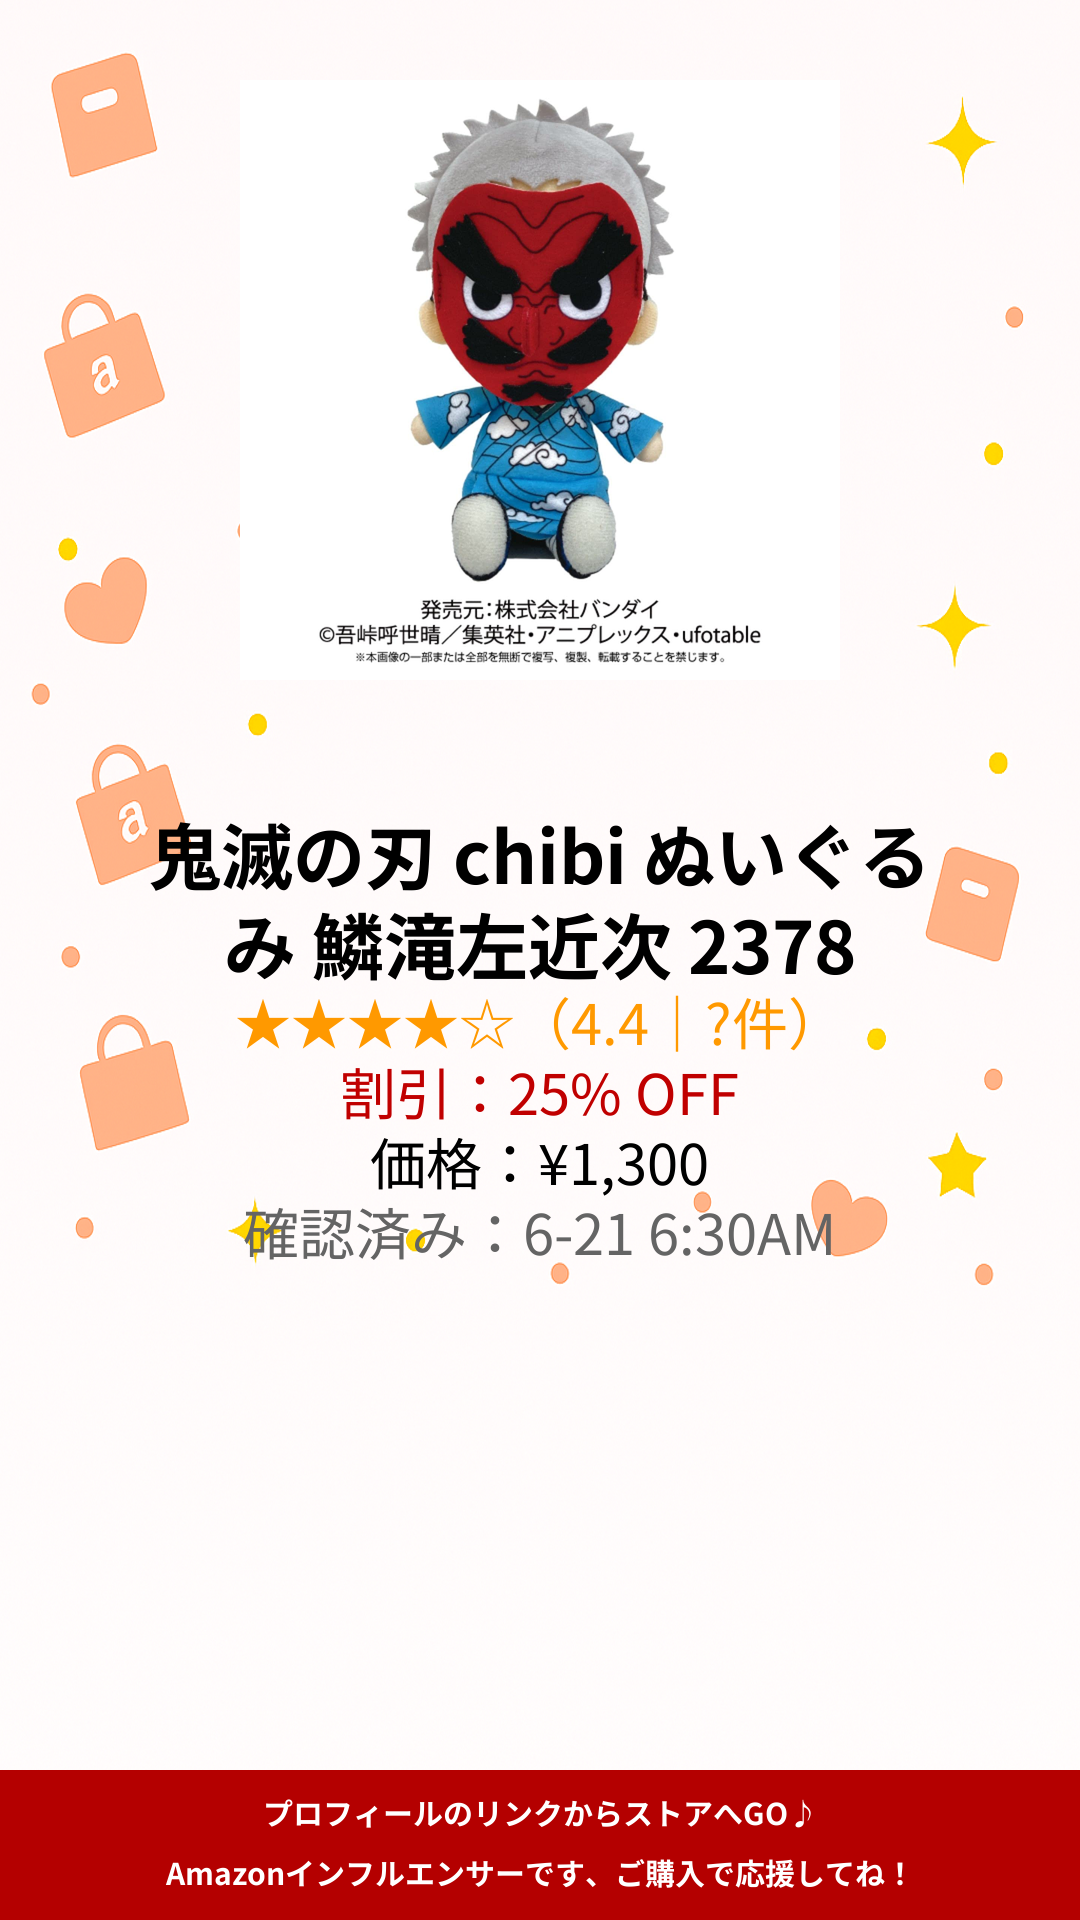 発売元:株式会社バンダイ
©吾峠呼世晴／集英社・アニプレックス・ufotable
※本画像の一部または全部を無断で複写、複製、転載することを禁じます。
a
a
鬼滅の刃 chibi ぬいぐる
み 鱗滝左近次 2378
★★★★☆（4.4｜?件）
割引：25% OFF
価格：¥1,300
確認済み：6-21 6:30AM
プロフィールのリンクからストアへGO♪
Amazonインフルエンサーです、ご購入で応援してね！